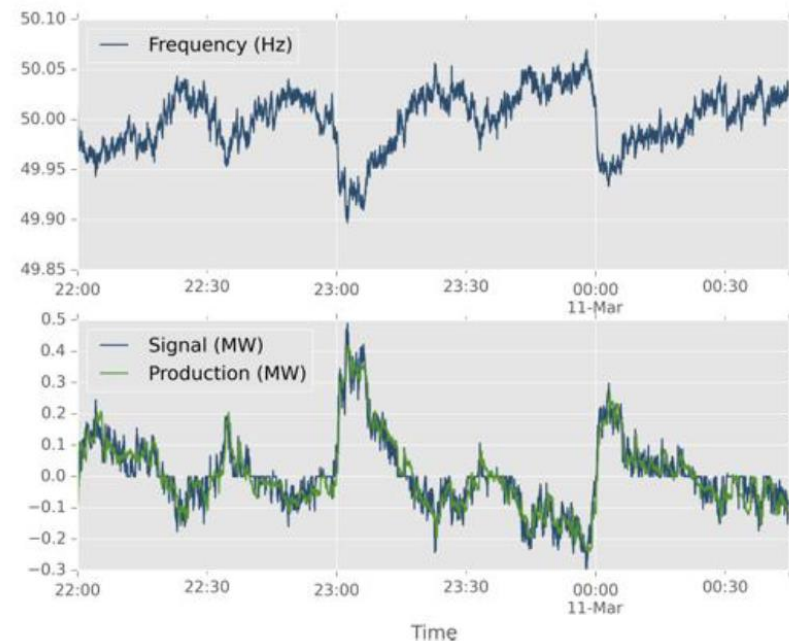 50.10
50.05
50.00
49.95
49.90
49.85
Frequency (Hz)
22:00 22:30 23:00 23:30 00:00 00:30
11-Mar
0.5
0.4
0.3
0.2
0.1
0.0
−0.1
−0.2
−0.3
Signal (MW)
Production (MW)
22:00 22:30 23:00 23:30 00:00 00:30
11-Mar
Time